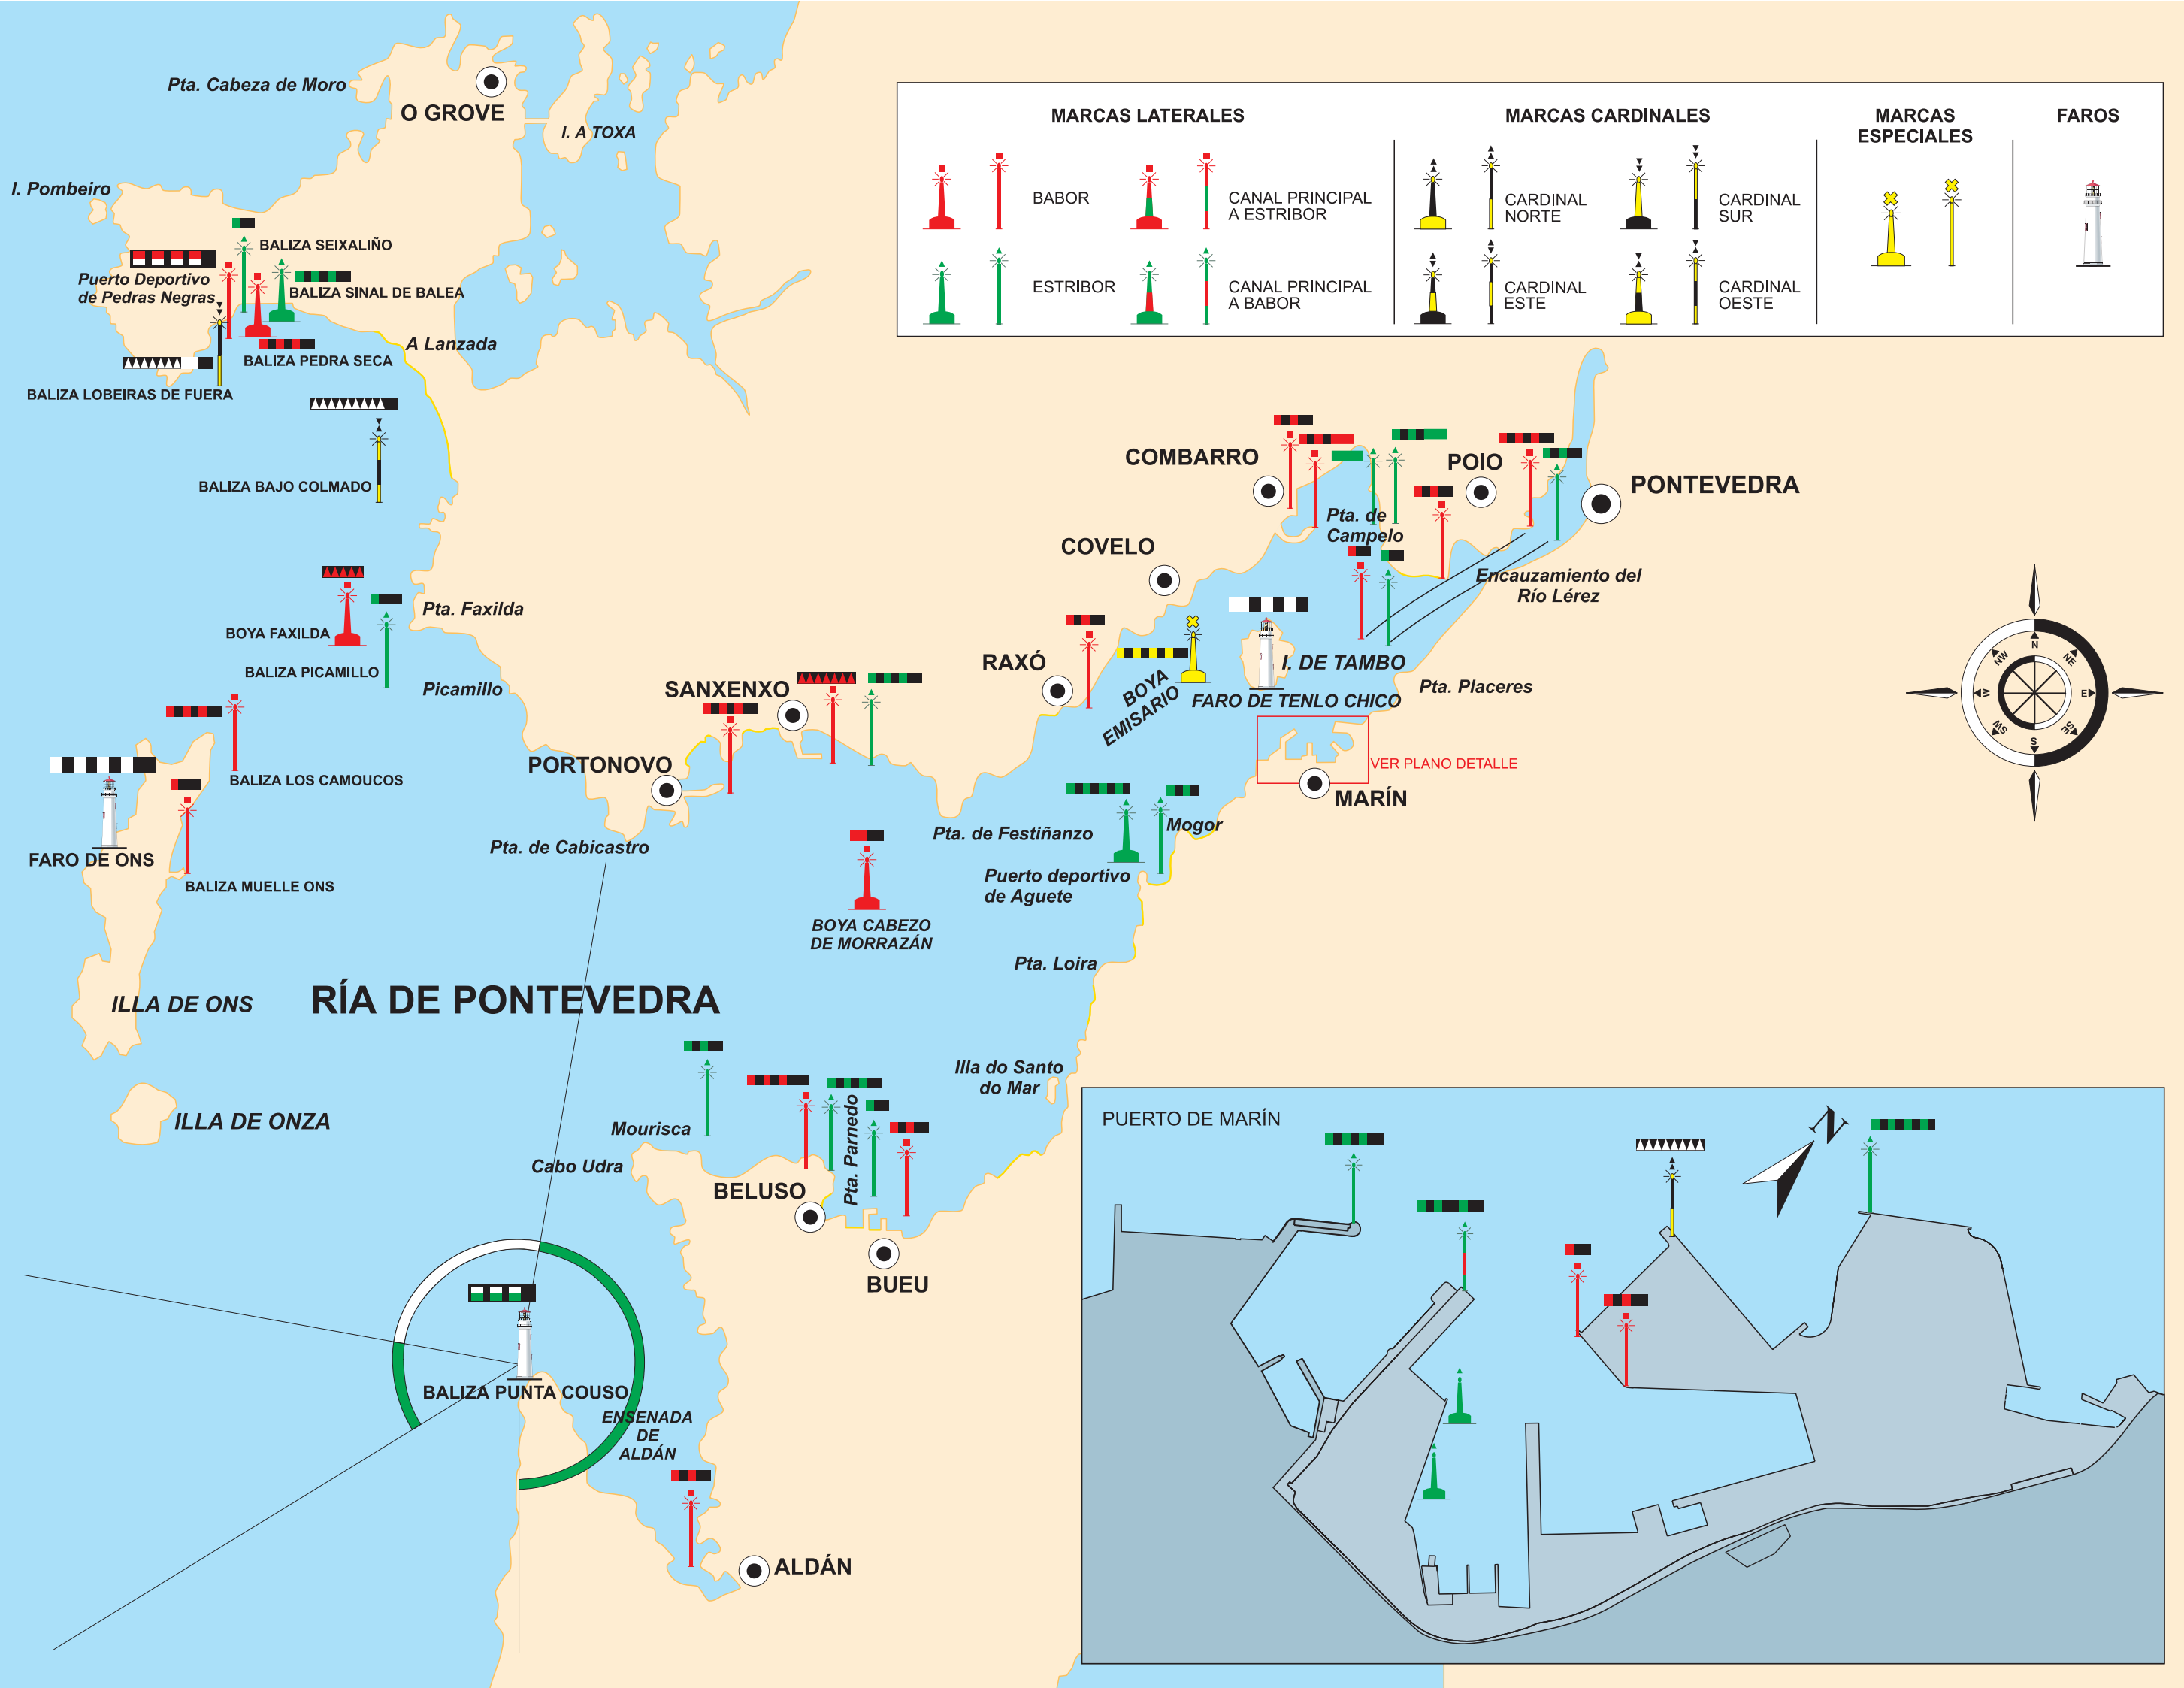 Pta. Cabeza de Moro
O GROVE
I. A TOXA
I. Pombeiro
BALIZA SEIXALIÑO
Puerto Deportivo
de Pedras Negras
BALIZA SINAL DE BALEA
A Lanzada
BALIZA PEDRA SECA
BALIZA LOBEIRAS DE FUERA
BALIZA BAJO COLMADO
MARCAS LATERALES
BABOR
CANAL PRINCIPAL
A ESTRIBOR
ESTRIBOR
CANAL PRINCIPAL
A BABOR
MARCAS CARDINALES
CARDINAL
NORTE
CARDINAL
SUR
CARDINAL
ESTE
CARDINAL
OESTE
MARCAS
ESPECIALES
FAROS
COMBARRO
POIO
PONTEVEDRA
Pta. de
Campelo
COVELO
Encauzamiento del
Río Lérez
Pta. Faxilda
BOYA FAXILDA
BALIZA PICAMILLO
Picamillo
SANXENXO
RAXÓ
BOYA
EMISARIO
I. DE TAMBO
FARO DE TENLO CHICO
Pta. Placeres
N
NE
E
SE
S
SW
W
NW
PORTONOVO
VER PLANO DETALLE
MARÍN
BALIZA LOS CAMOUCOS
FARO DE ONS
BALIZA MUELLE ONS
Pta. de Cabicastro
Pta. de Festiñanzo
Mogor
Puerto deportivo
de Aguete
BOYA CABEZO
DE MORRAZÁN
Pta. Loira
ILLA DE ONS
RÍA DE PONTEVEDRA
Illa do Santo
do Mar
ILLA DE ONZA
Mourisca
Cabo Udra
Pta. Parnedo
BELUSO
BUEU
BALIZA PUNTA COUSO
ENSENADA
DE
ALDÁN
ALDÁN
PUERTO DE MARÍN
N